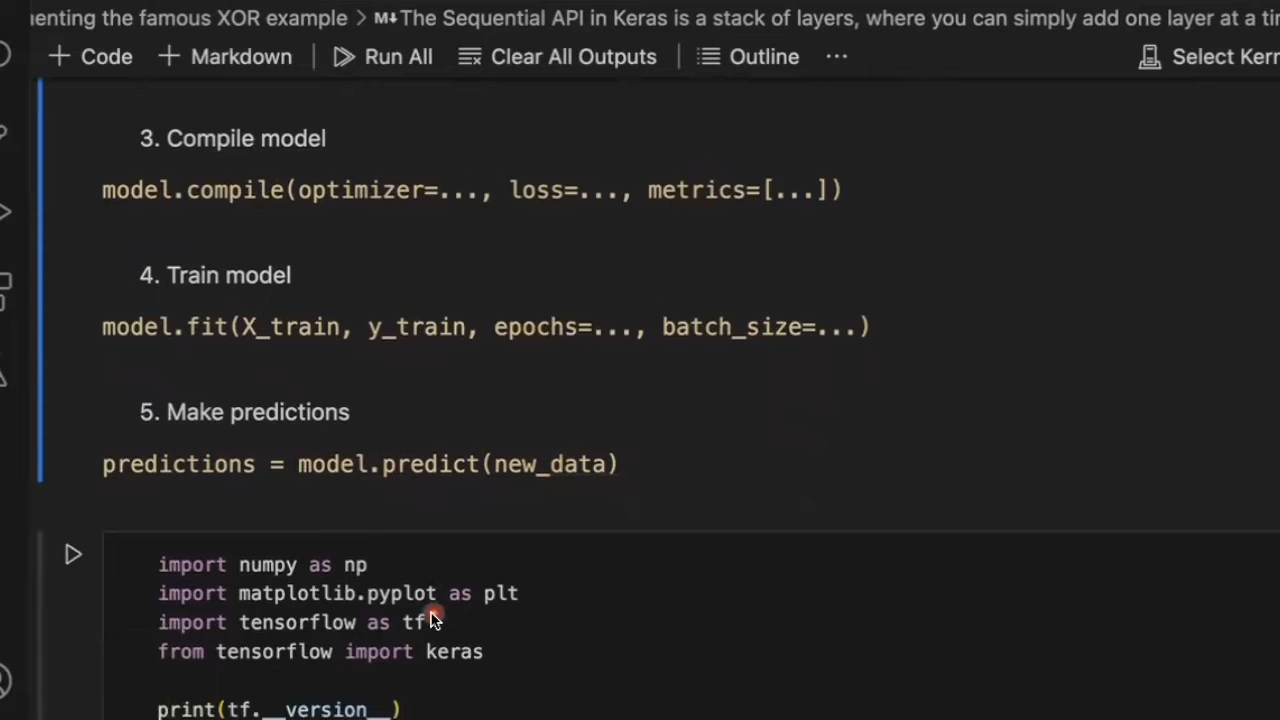 enting the famous XOR example > M↓The Sequential API in Keras is a stack of layers, where you can simply add one layer at a
+ Code + Markdown | Run All Clear All Outputs | Outline ··· Select
3. Compile model
model.compile(optimizer=..., loss=..., metrics=[...])
4. Train model
model.fit(X_train, y_train, epochs=..., batch_size=...)
5. Make predictions
predictions = model.predict(new_data)
import numpy as np
import matplotlib.pyplot as plt
import tensorflow as tf
from tensorflow import keras
print(tf.__version__)